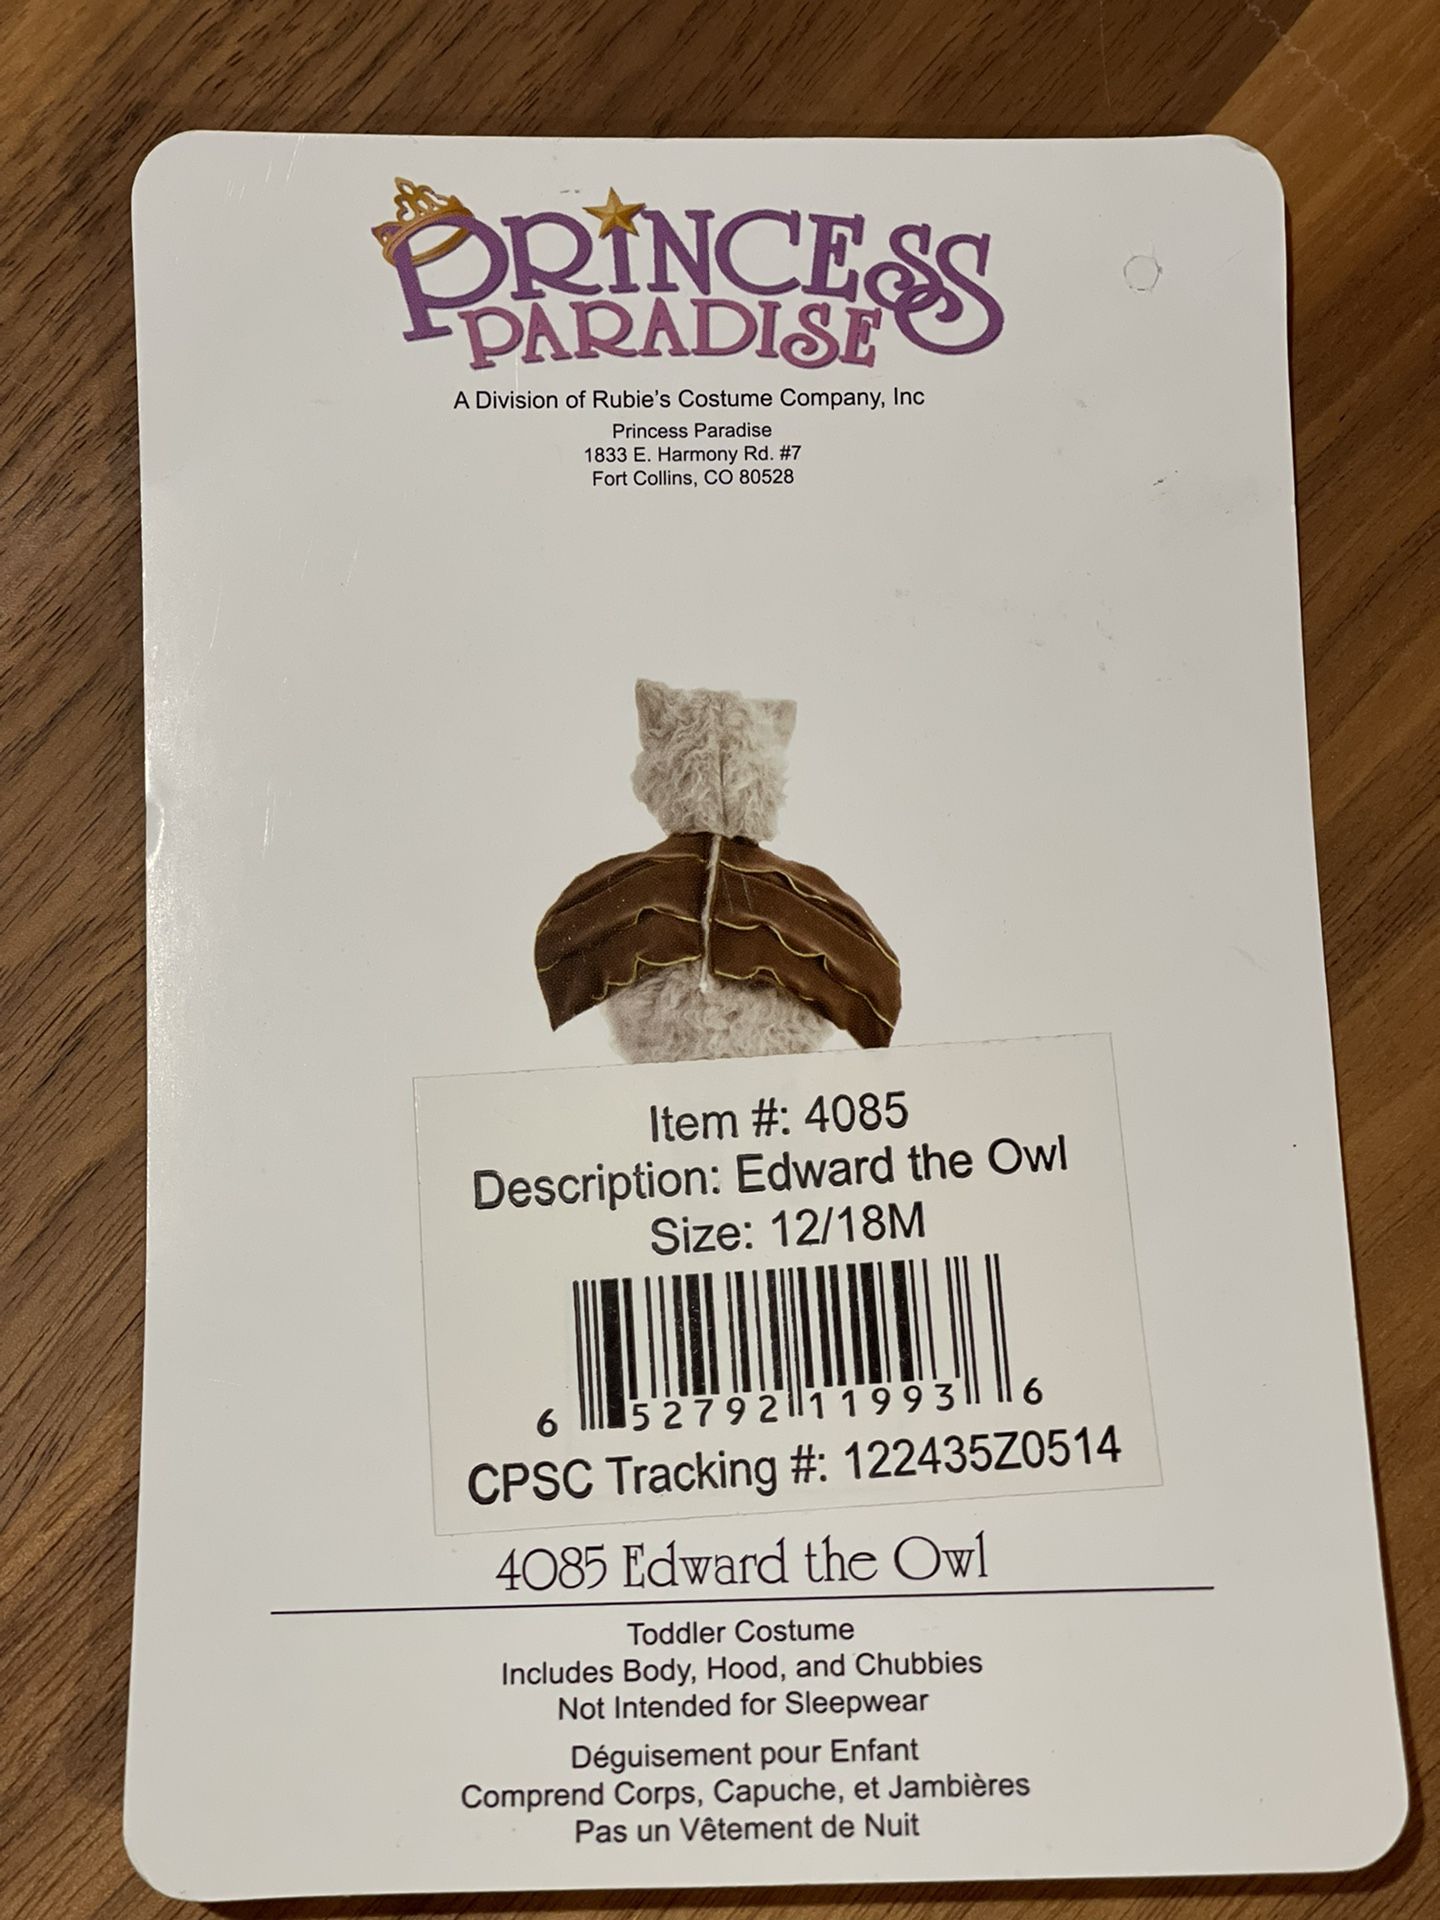 PRINCESS
PARADISE
A Division of Rubie's Costume Company, Inc
Princess Paradise
1833 E. Harmony Rd. #7
Fort Collins, CO 80528
Item #: 4085
Description: Edward the Owl
Size: 12/18M
6 52792 11993 6
CPSC Tracking #: 122435Z0514
4085 Edward the Owl
Toddler Costume
Includes Body, Hood, and Chubbies
Not Intended for Sleepwear
Déguisement pour Enfant
Comprend Corps, Capuche, et Jambières
Pas un Vêtement de Nuit